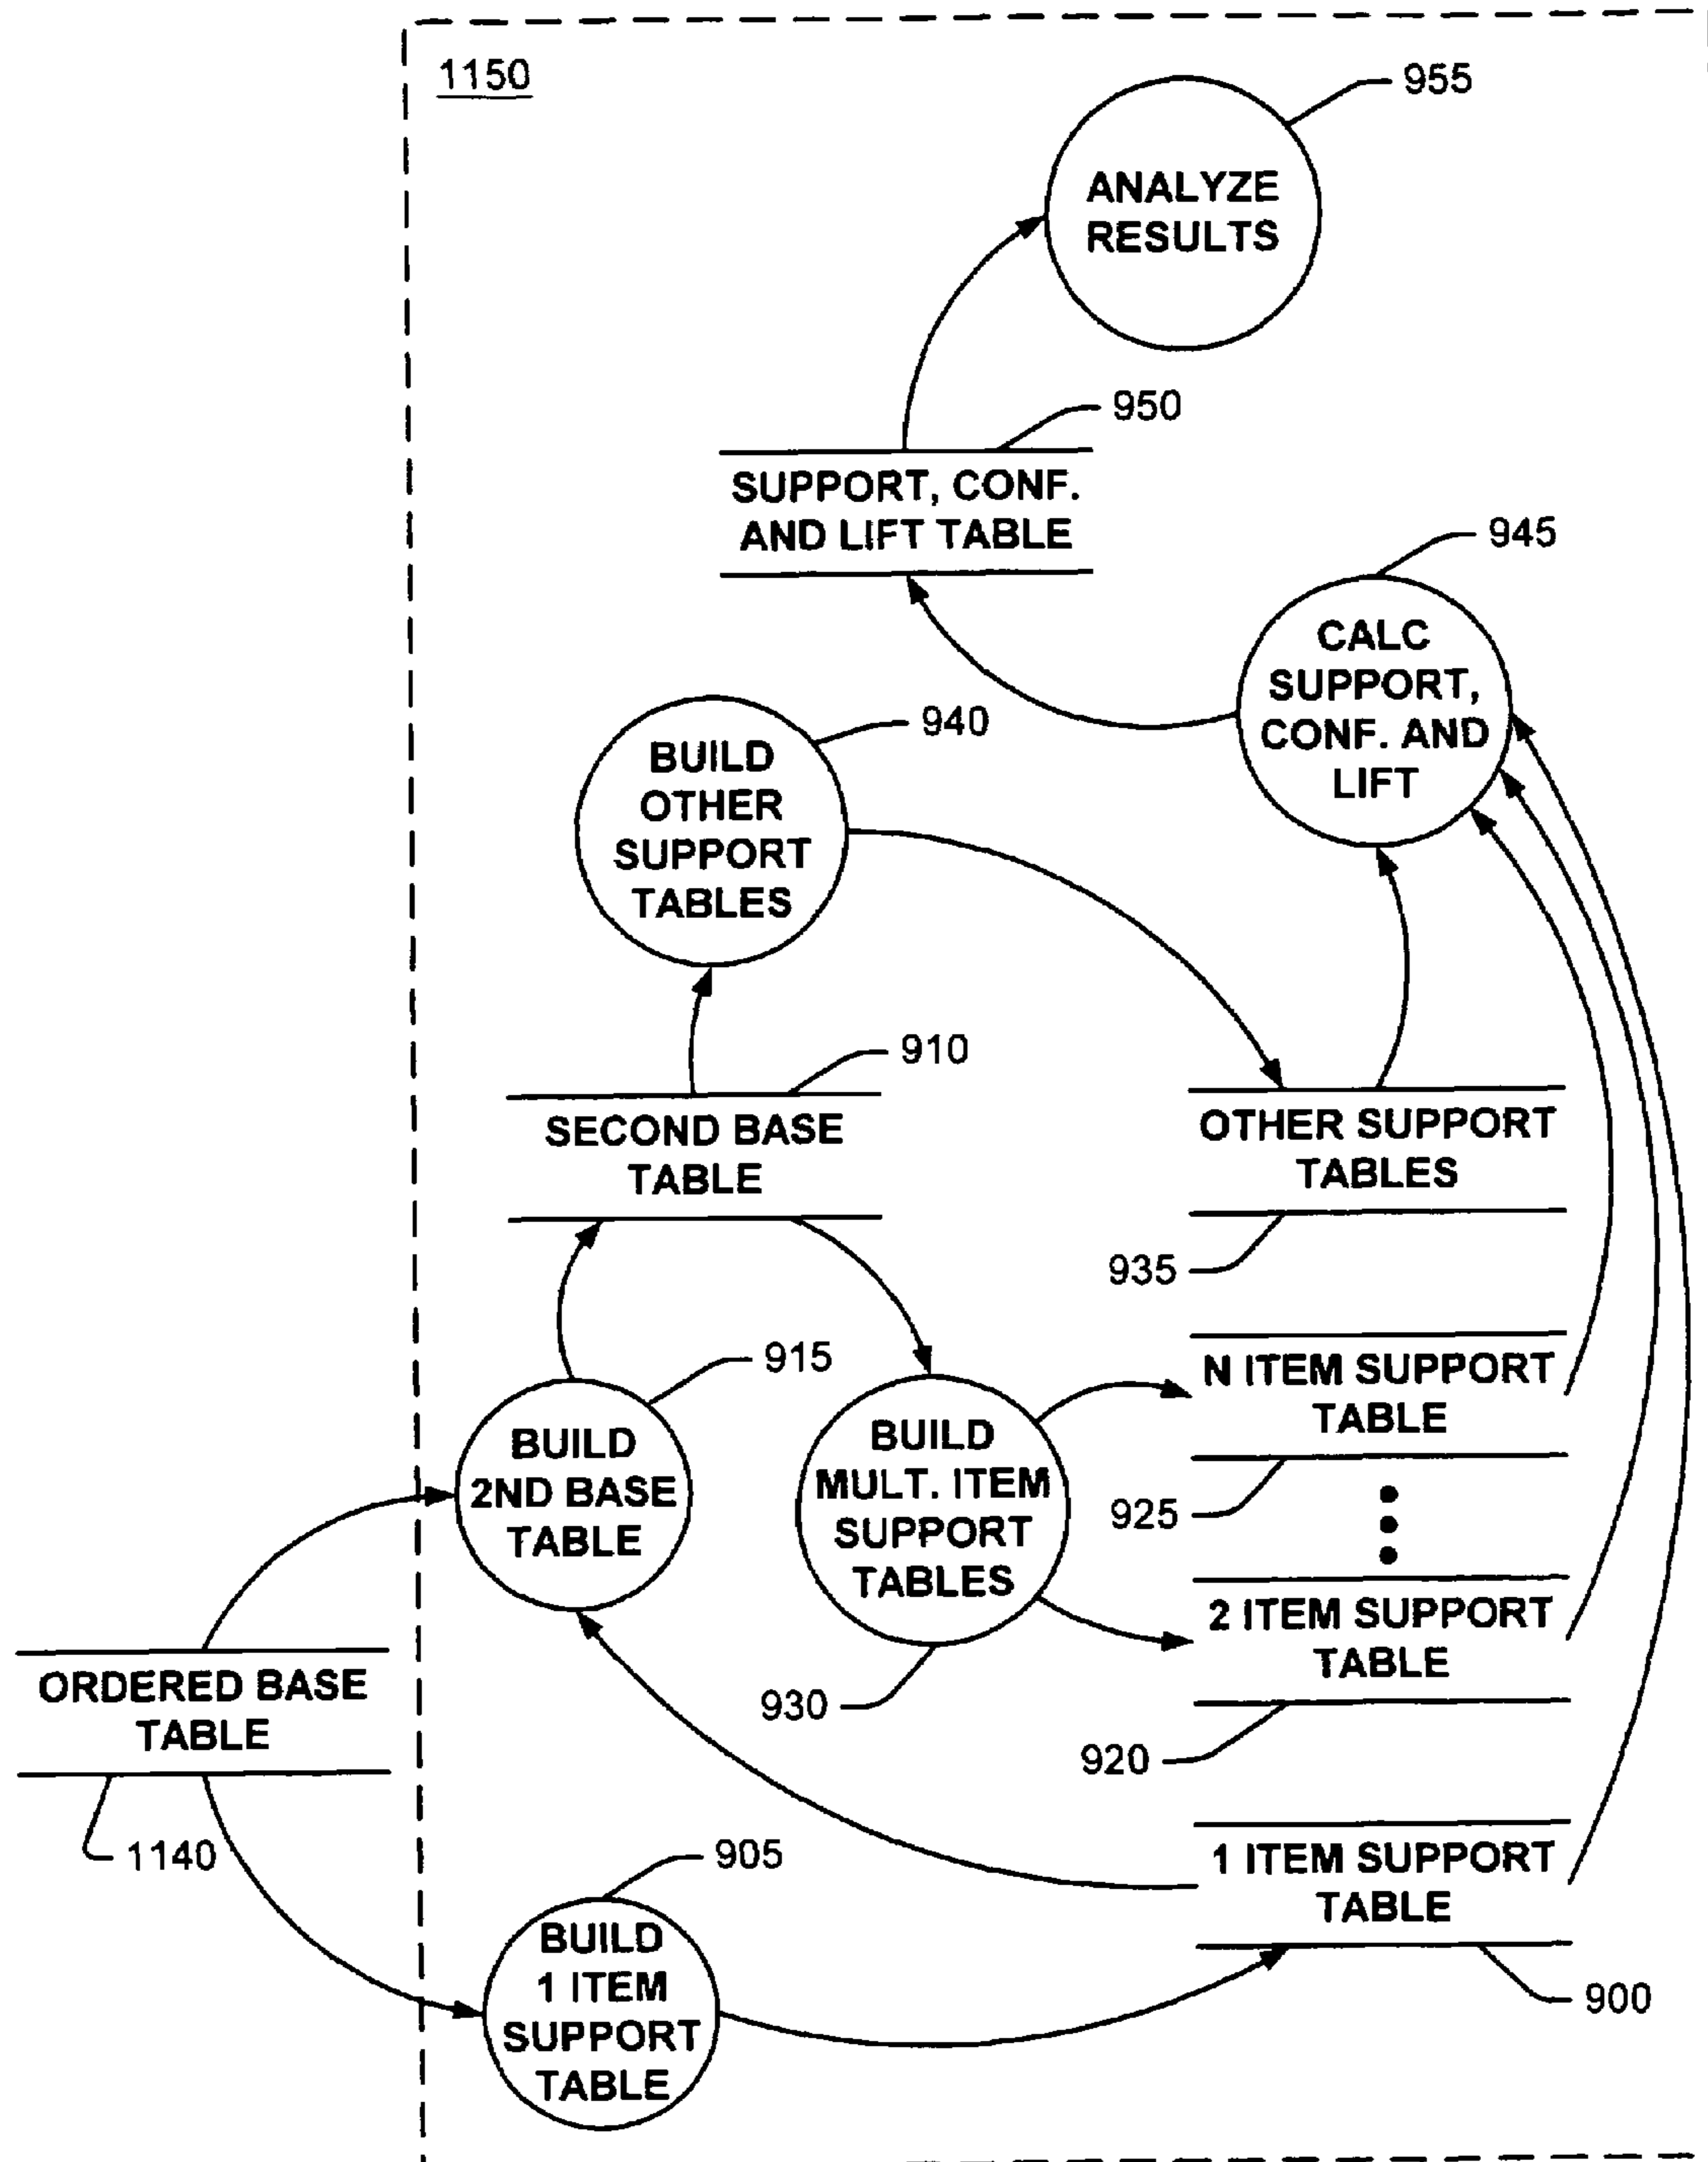 1150
955
ANALYZE
RESULTS
950
SUPPORT, CONF.
AND LIFT TABLE
945
CALC
SUPPORT,
CONF. AND
LIFT
940
BUILD
OTHER
SUPPORT
TABLES
910
SECOND BASE
TABLE
OTHER SUPPORT
TABLES
935
915
BUILD
2ND BASE
TABLE
BUILD
MULT. ITEM
SUPPORT
TABLES
930
N ITEM SUPPORT
TABLE
925
2 ITEM SUPPORT
TABLE
920
ORDERED BASE
TABLE
1140
1 ITEM SUPPORT
TABLE
900
905
BUILD
1 ITEM
SUPPORT
TABLE